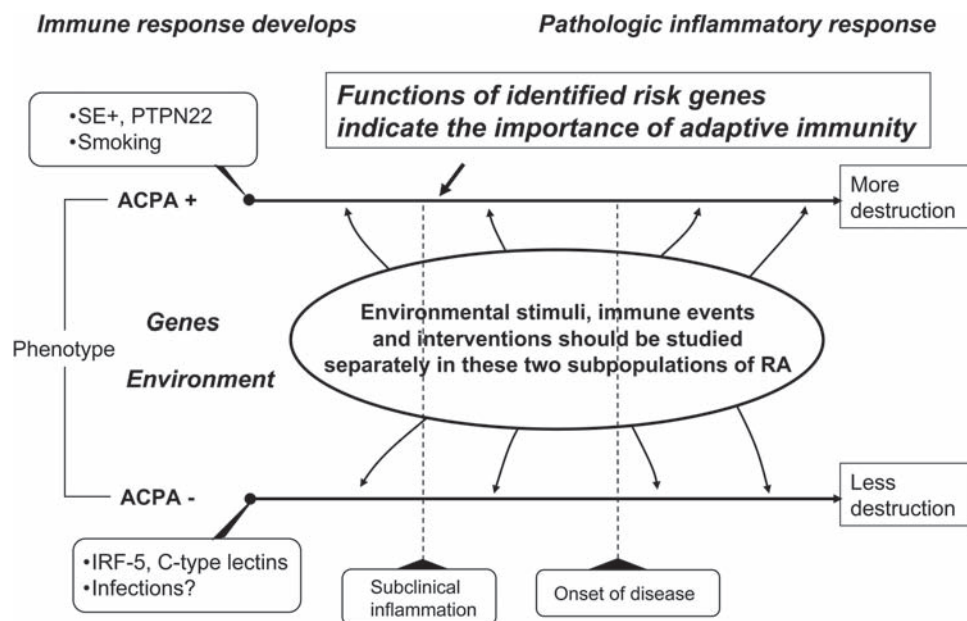 Immune response develops
Pathologic inflammatory response
Functions of identified risk genes
indicate the importance of adaptive immunity
•SE+, PTPN22
•Smoking
ACPA +
More
destruction
Environmental stimuli, immune events
and interventions should be studied
separately in these two subpopulations of RA
Genes
Phenotype
Environment
ACPA -
Less
destruction
•IRF-5, C-type lectins
•Infections?
Subclinical
inflammation
Onset of disease